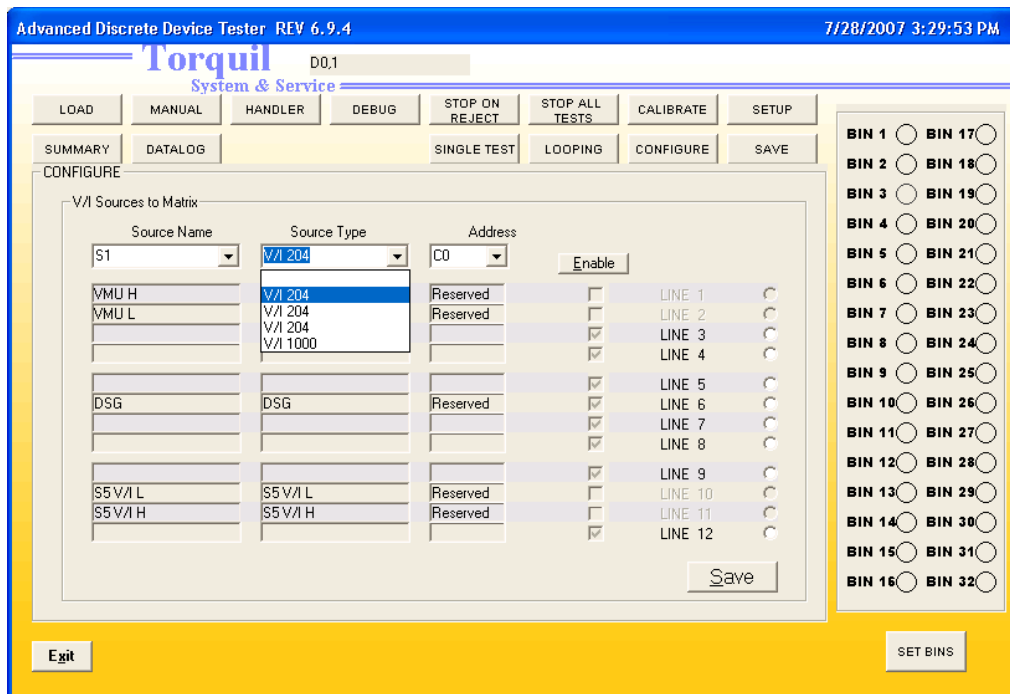 Advanced Discrete Device Tester REV 6.9.4 7/28/2007 3:29:53 PM
Torquil
System & Service
D0,1
LOAD MANUAL HANDLER DEBUG STOP ON REJECT STOP ALL TESTS CALIBRATE SETUP
SUMMARY DATALOG SINGLE TEST LOOPING CONFIGURE SAVE
CONFIGURE
V/I Sources to Matrix
Source Name Source Type Address
S1 V/I 204 C0 Enable
VMU H V/I 204 Reserved LINE 1
VMU L V/I 204 Reserved LINE 2
V/I 204 LINE 3
V/I 1000 LINE 4
LINE 5
DSG DSG Reserved LINE 6
LINE 7
LINE 8
LINE 9
S5 V/I L S5 V/I L Reserved LINE 10
S5 V/I H S5 V/I H Reserved LINE 11
LINE 12
Save
BIN 1 BIN 17
BIN 2 BIN 18
BIN 3 BIN 19
BIN 4 BIN 20
BIN 5 BIN 21
BIN 6 BIN 22
BIN 7 BIN 23
BIN 8 BIN 24
BIN 9 BIN 25
BIN 10 BIN 26
BIN 11 BIN 27
BIN 12 BIN 28
BIN 13 BIN 29
BIN 14 BIN 30
BIN 15 BIN 31
BIN 16 BIN 32
Exit
SET BINS